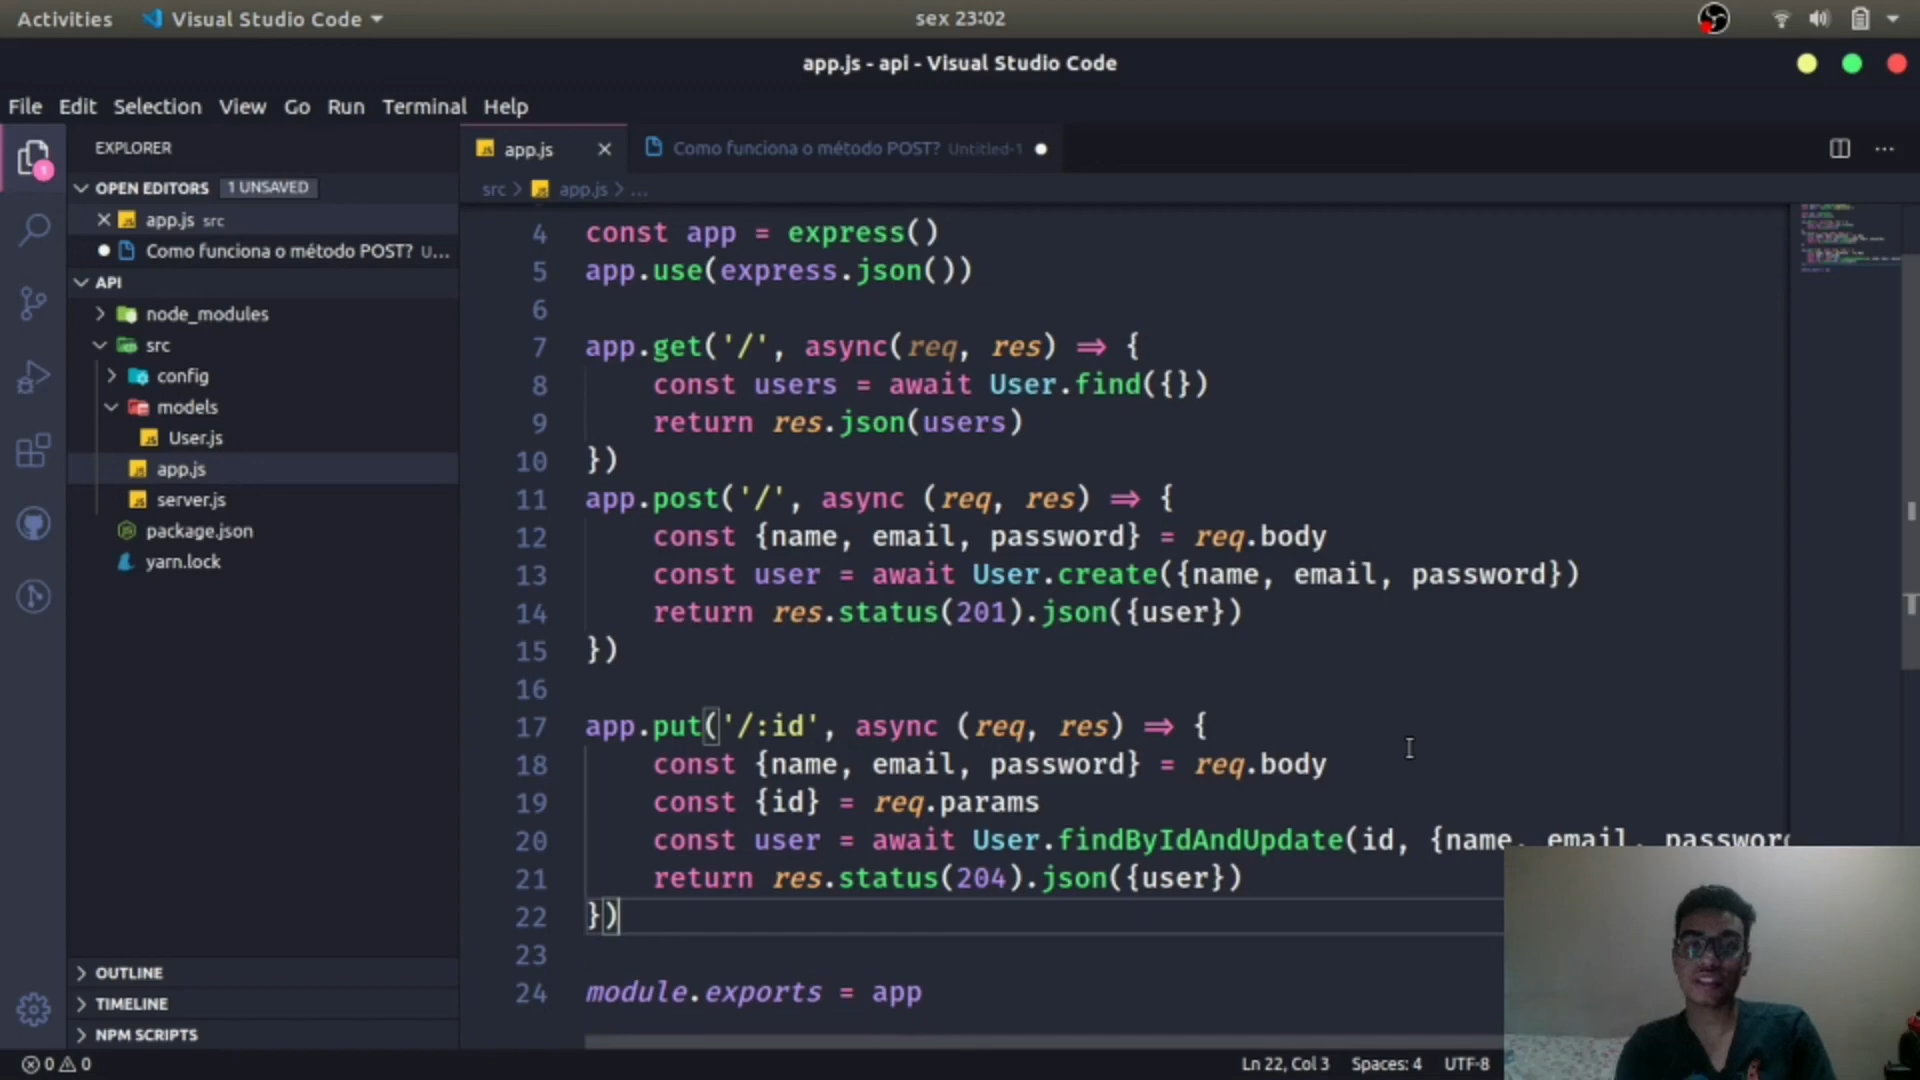 Activities Visual Studio Code sex 23:02
app.js - api - Visual Studio Code
File Edit Selection View Go Run Terminal Help
EXPLORER
OPEN EDITORS 1 UNSAVED
app.js src
Como funciona o método POST? U...
API
node_modules
src
config
models
User.js
app.js
server.js
package.json
yarn.lock
OUTLINE
TIMELINE
NPM SCRIPTS
1
app.js Como funciona o método POST? Untitled-1
src > app.js > ...
4 const app = express()
5 app.use(express.json())
6
7 app.get('/', async(req, res) => {
8 const users = await User.find({})
9 return res.json(users)
10 })
11 app.post('/', async (req, res) => {
12 const {name, email, password} = req.body
13 const user = await User.create({name, email, password})
14 return res.status(201).json({user})
15 })
16
17 app.put('/:id', async (req, res) => {
18 const {name, email, password} = req.body
19 const {id} = req.params
20 const user = await User.findByIdAndUpdate(id, {name, email, password
21 return res.status(204).json({user})
22 })
23
24 module.exports = app
0 0 Ln 22, Col 3 Spaces: 4 UTF-8